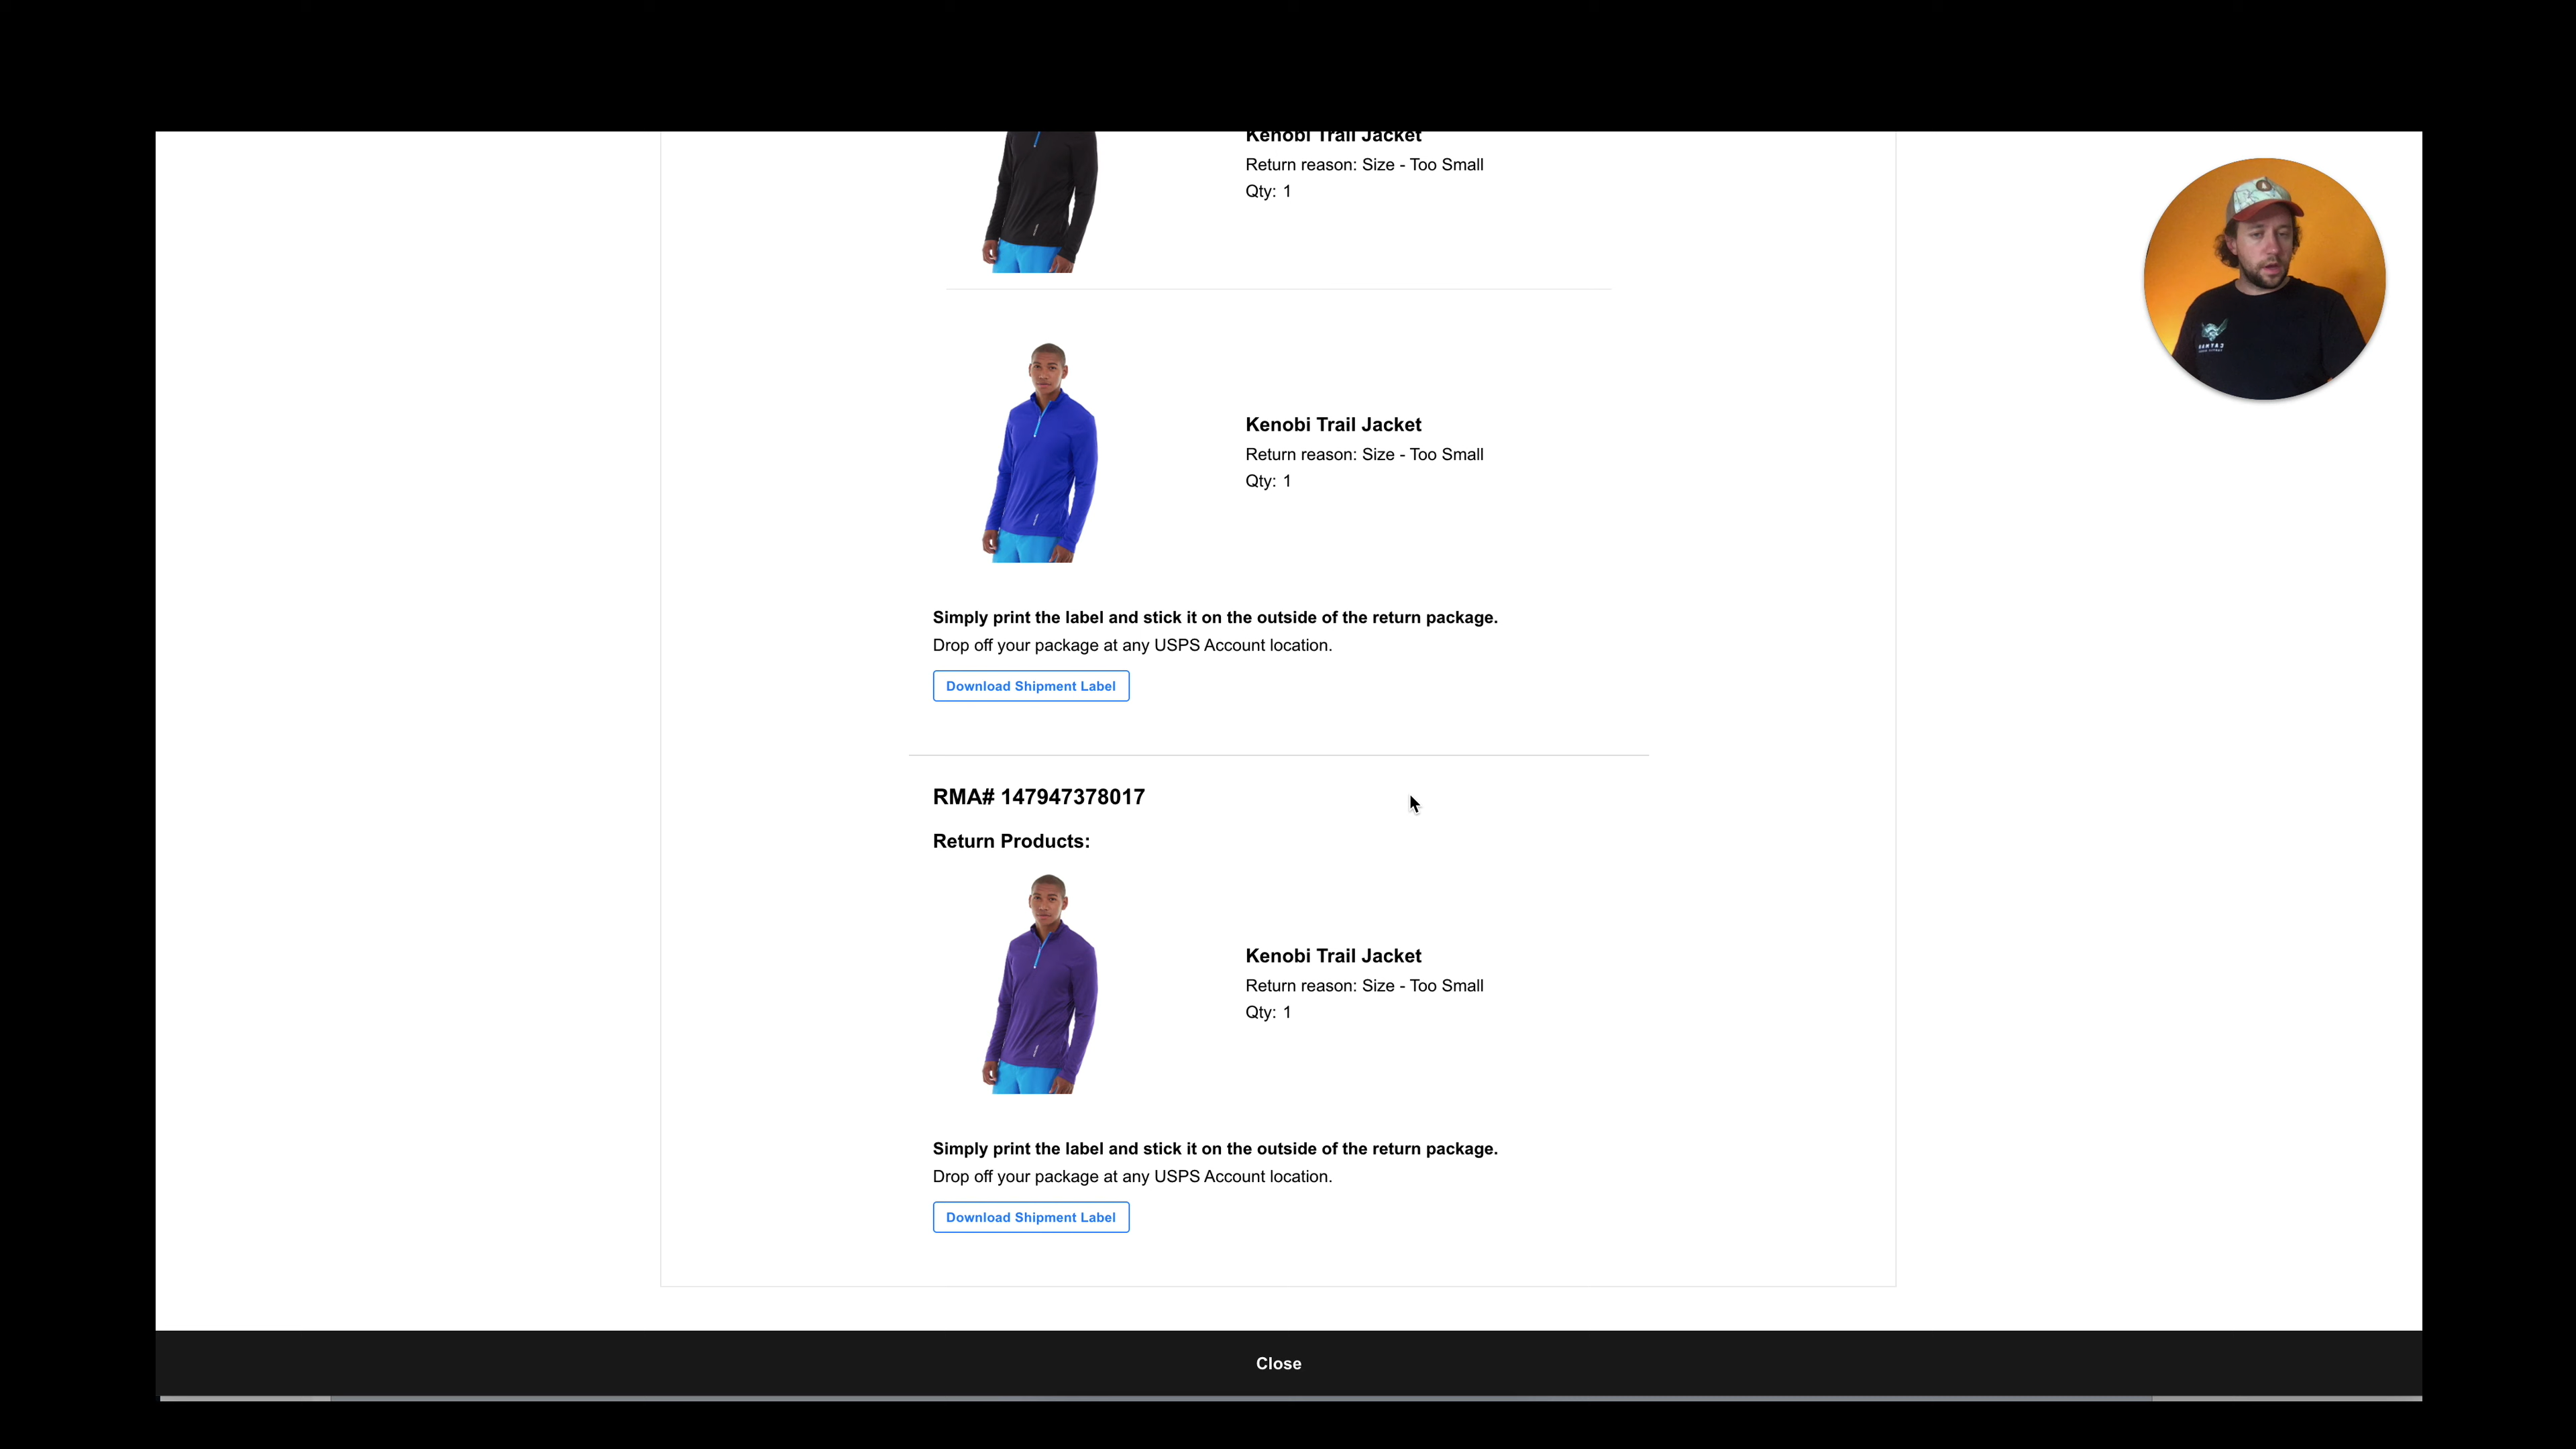 Kenobi Trail Jacket
Return reason: Size - Too Small
Qty: 1
Kenobi Trail Jacket
Return reason: Size - Too Small
Qty: 1
Simply print the label and stick it on the outside of the return package.
Drop off your package at any USPS Account location.
Download Shipment Label
RMA# 147947378017
Return Products:
Kenobi Trail Jacket
Return reason: Size - Too Small
Qty: 1
Simply print the label and stick it on the outside of the return package.
Drop off your package at any USPS Account location.
Download Shipment Label
Close